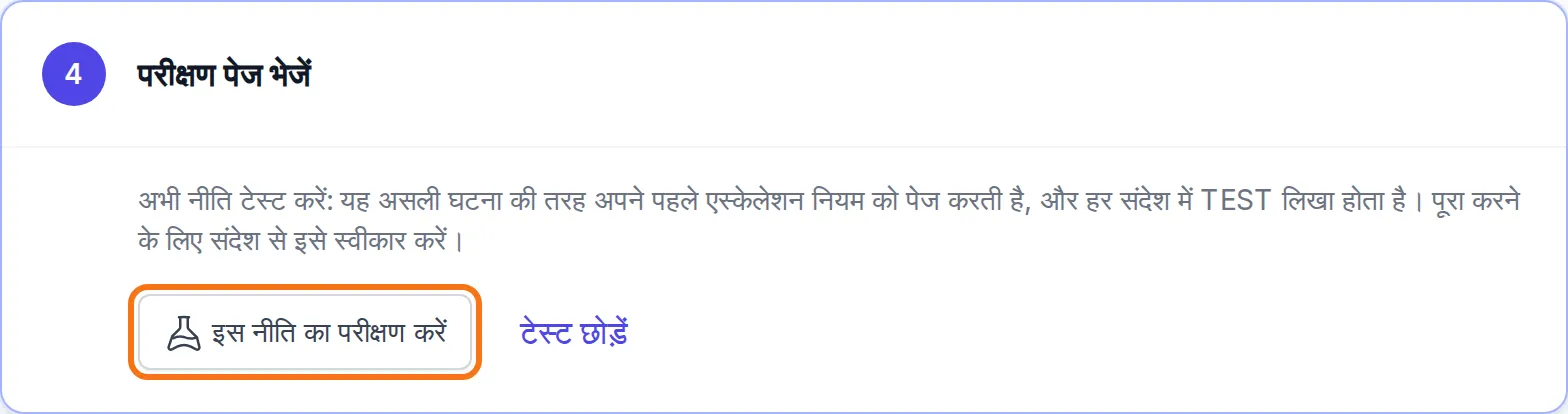 4
परीक्षण पेज भेजें
अभी नीति टेस्ट करें: यह असली घटना की तरह अपने पहले एस्केलेशन नियम को पेज करती है, और हर संदेश में TEST लिखा होता है। पूरा करने
के लिए संदेश से इसे स्वीकार करें।
इस नीति का परीक्षण करें
टेस्ट छोड़ें